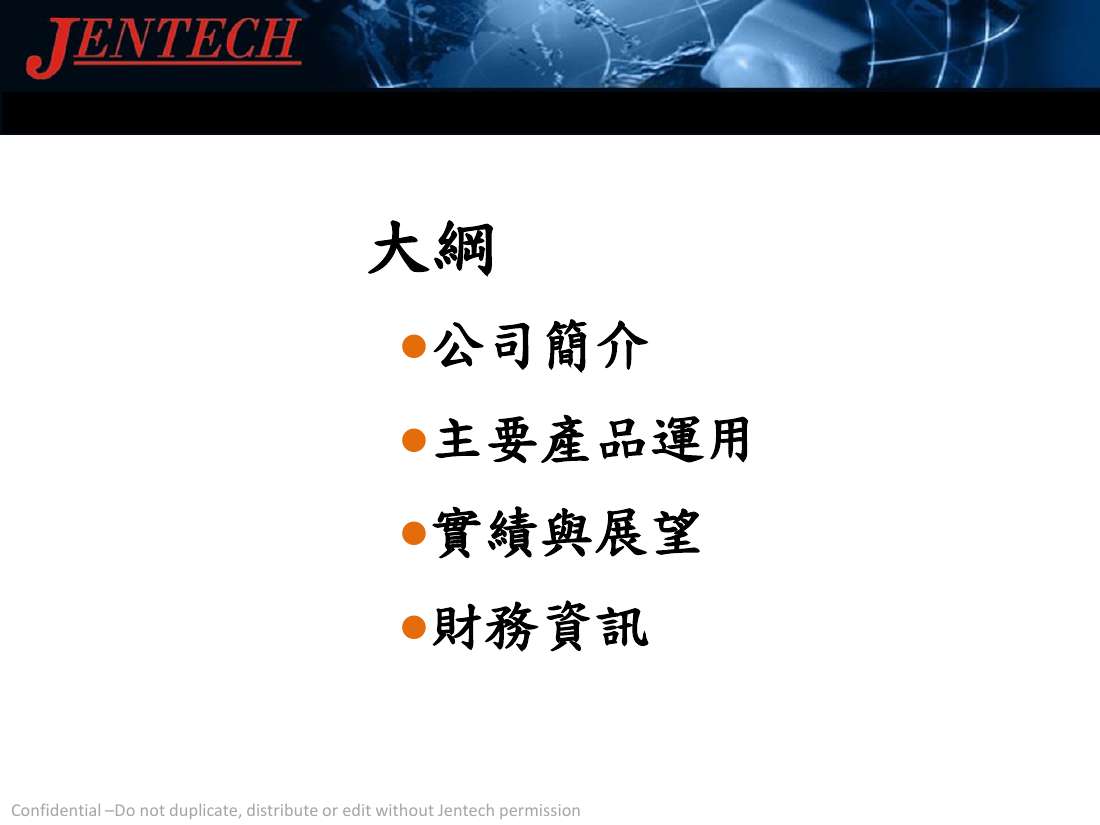 JENTECH
大綱
●公司簡介
●主要產品運用
●實績與展望
●財務資訊
Confidential –Do not duplicate, distribute or edit without Jentech permission